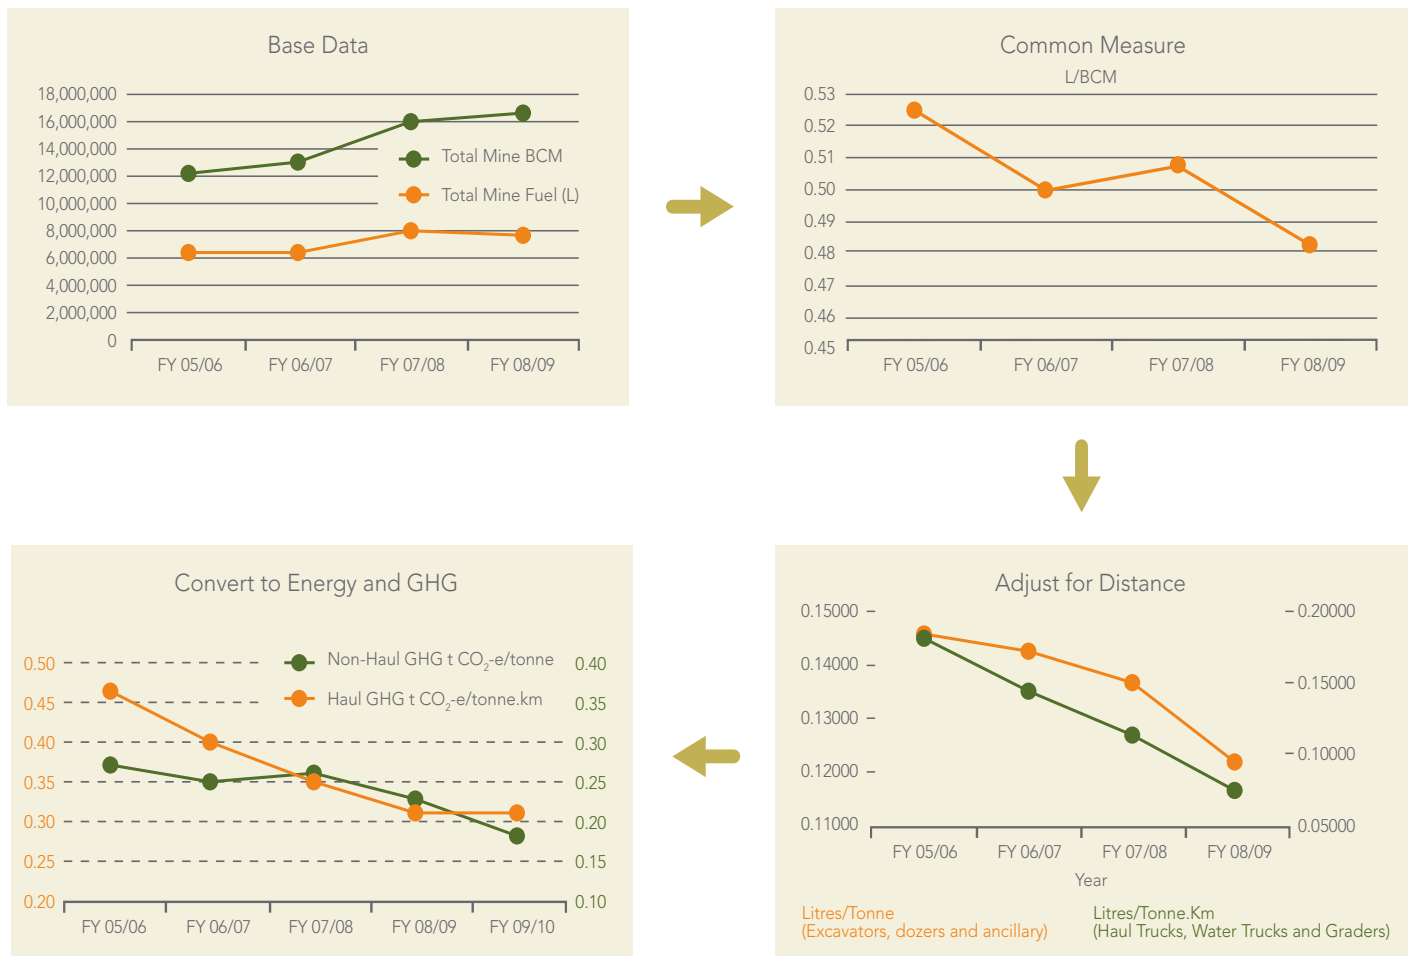 Base Data
18,000,000
16,000,000
14,000,000
12,000,000
10,000,000
8,000,000
6,000,000
4,000,000
2,000,000
0
Total Mine BCM
Total Mine Fuel (L)
FY 05/06 FY 06/07 FY 07/08 FY 08/09
Common Measure
L/BCM
0.53
0.52
0.51
0.50
0.49
0.48
0.47
0.46
0.45
FY 05/06 FY 06/07 FY 07/08 FY 08/09
Adjust for Distance
0.15000
0.14000
0.13000
0.12000
0.11000
0.20000
0.15000
0.10000
0.05000
FY 05/06 FY 06/07 FY 07/08 FY 08/09
Year
Litres/Tonne
(Excavators, dozers and ancillary)
Litres/Tonne.Km
(Haul Trucks, Water Trucks and Graders)
Convert to Energy and GHG
0.50
0.45
0.40
0.35
0.30
0.25
0.20
Non-Haul GHG t CO2-e/tonne
Haul GHG t CO2-e/tonne.km
0.40
0.35
0.30
0.25
0.20
0.15
0.10
FY 05/06 FY 06/07 FY 07/08 FY 08/09 FY 09/10